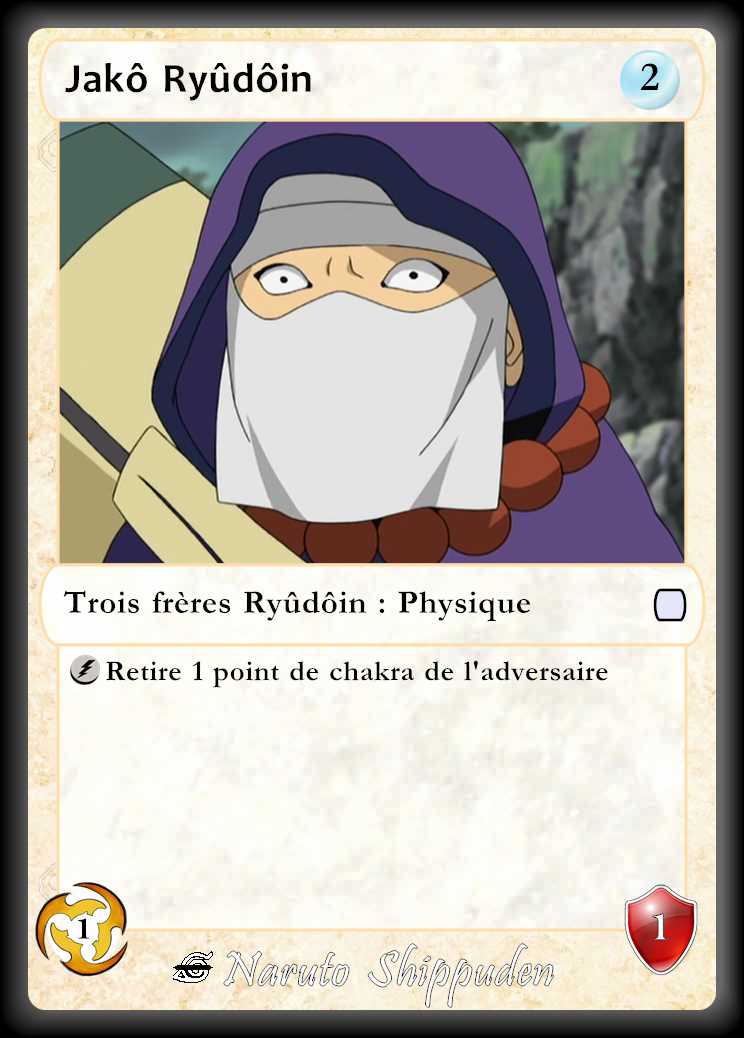 Jakô Ryûdôin
2
Trois frères Ryûdôin : Physique
Retire 1 point de chakra de l'adversaire
1
1
Naruto Shippuden